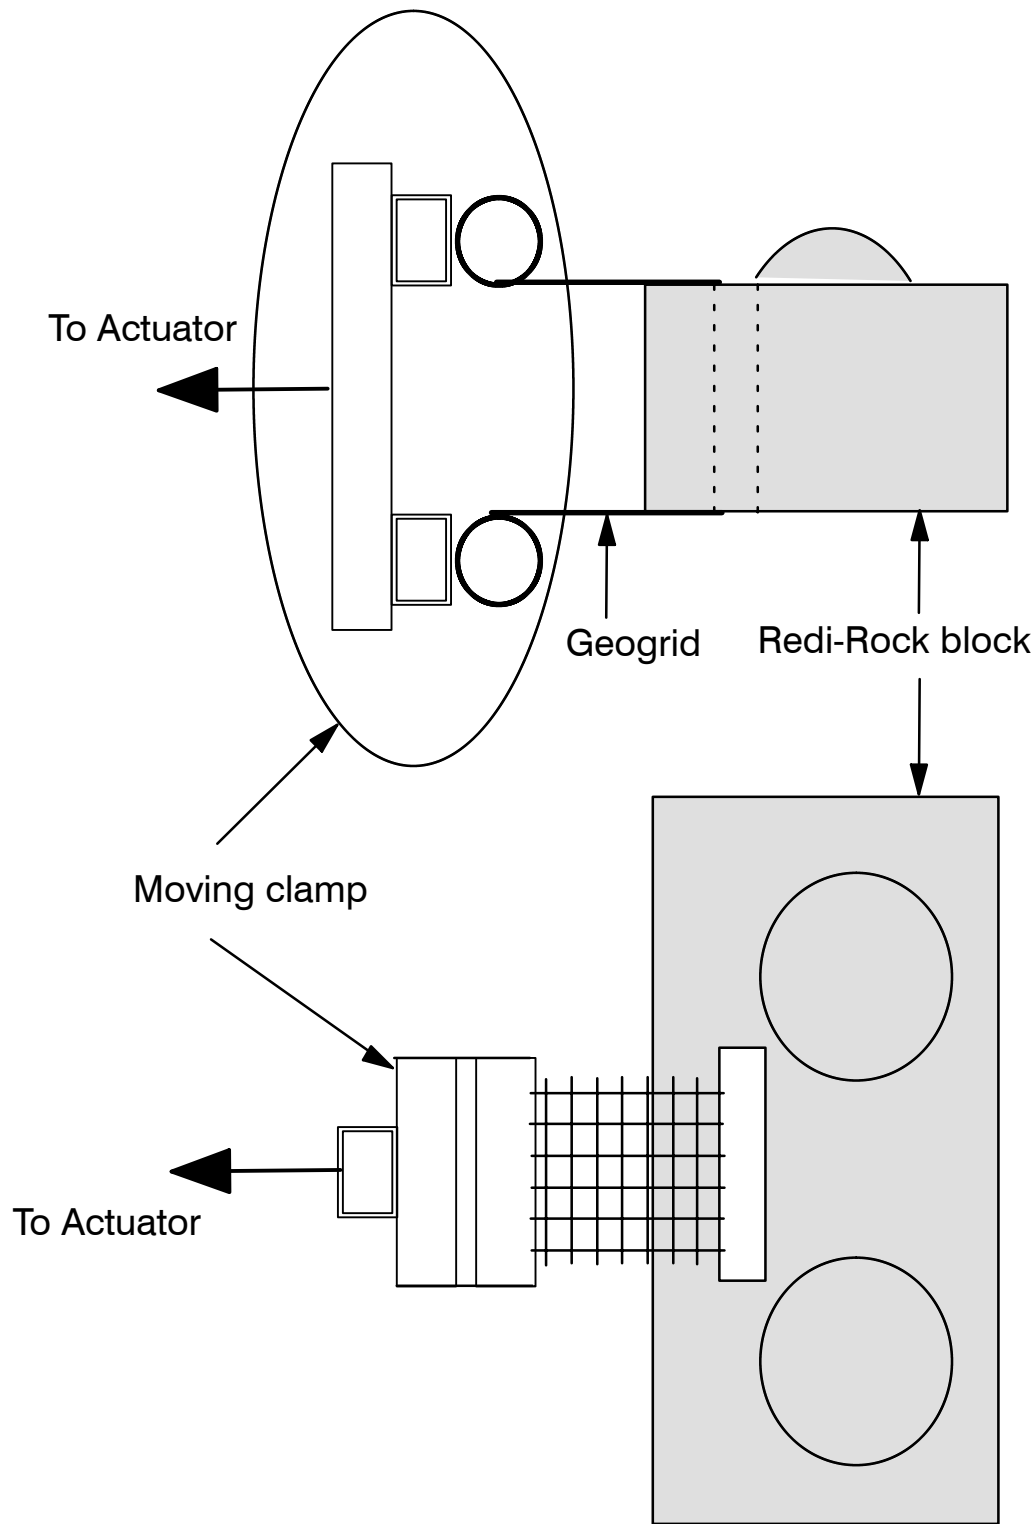 To Actuator
Geogrid
Redi-Rock block
Moving clamp
To Actuator